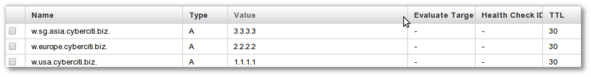 Name Type Value Evaluate Target Health Check ID TTL
w.sg.asia.cyberciti.biz. A 3.3.3.3 - - 30
w.europe.cyberciti.biz. A 2.2.2.2 - - 30
w.usa.cyberciti.biz. A 1.1.1.1 - - 30